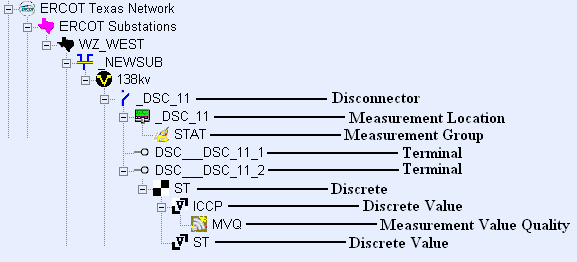 ERCOT Texas Network
ERCOT Substations
WZ_WEST
_NEWSUB
138kv
_DSC_11 Disconnector
_DSC_11 Measurement Location
STAT Measurement Group
DSC___DSC_11_1 Terminal
DSC___DSC_11_2 Terminal
ST Discrete
ICCP Discrete Value
MVQ Measurement Value Quality
ST Discrete Value